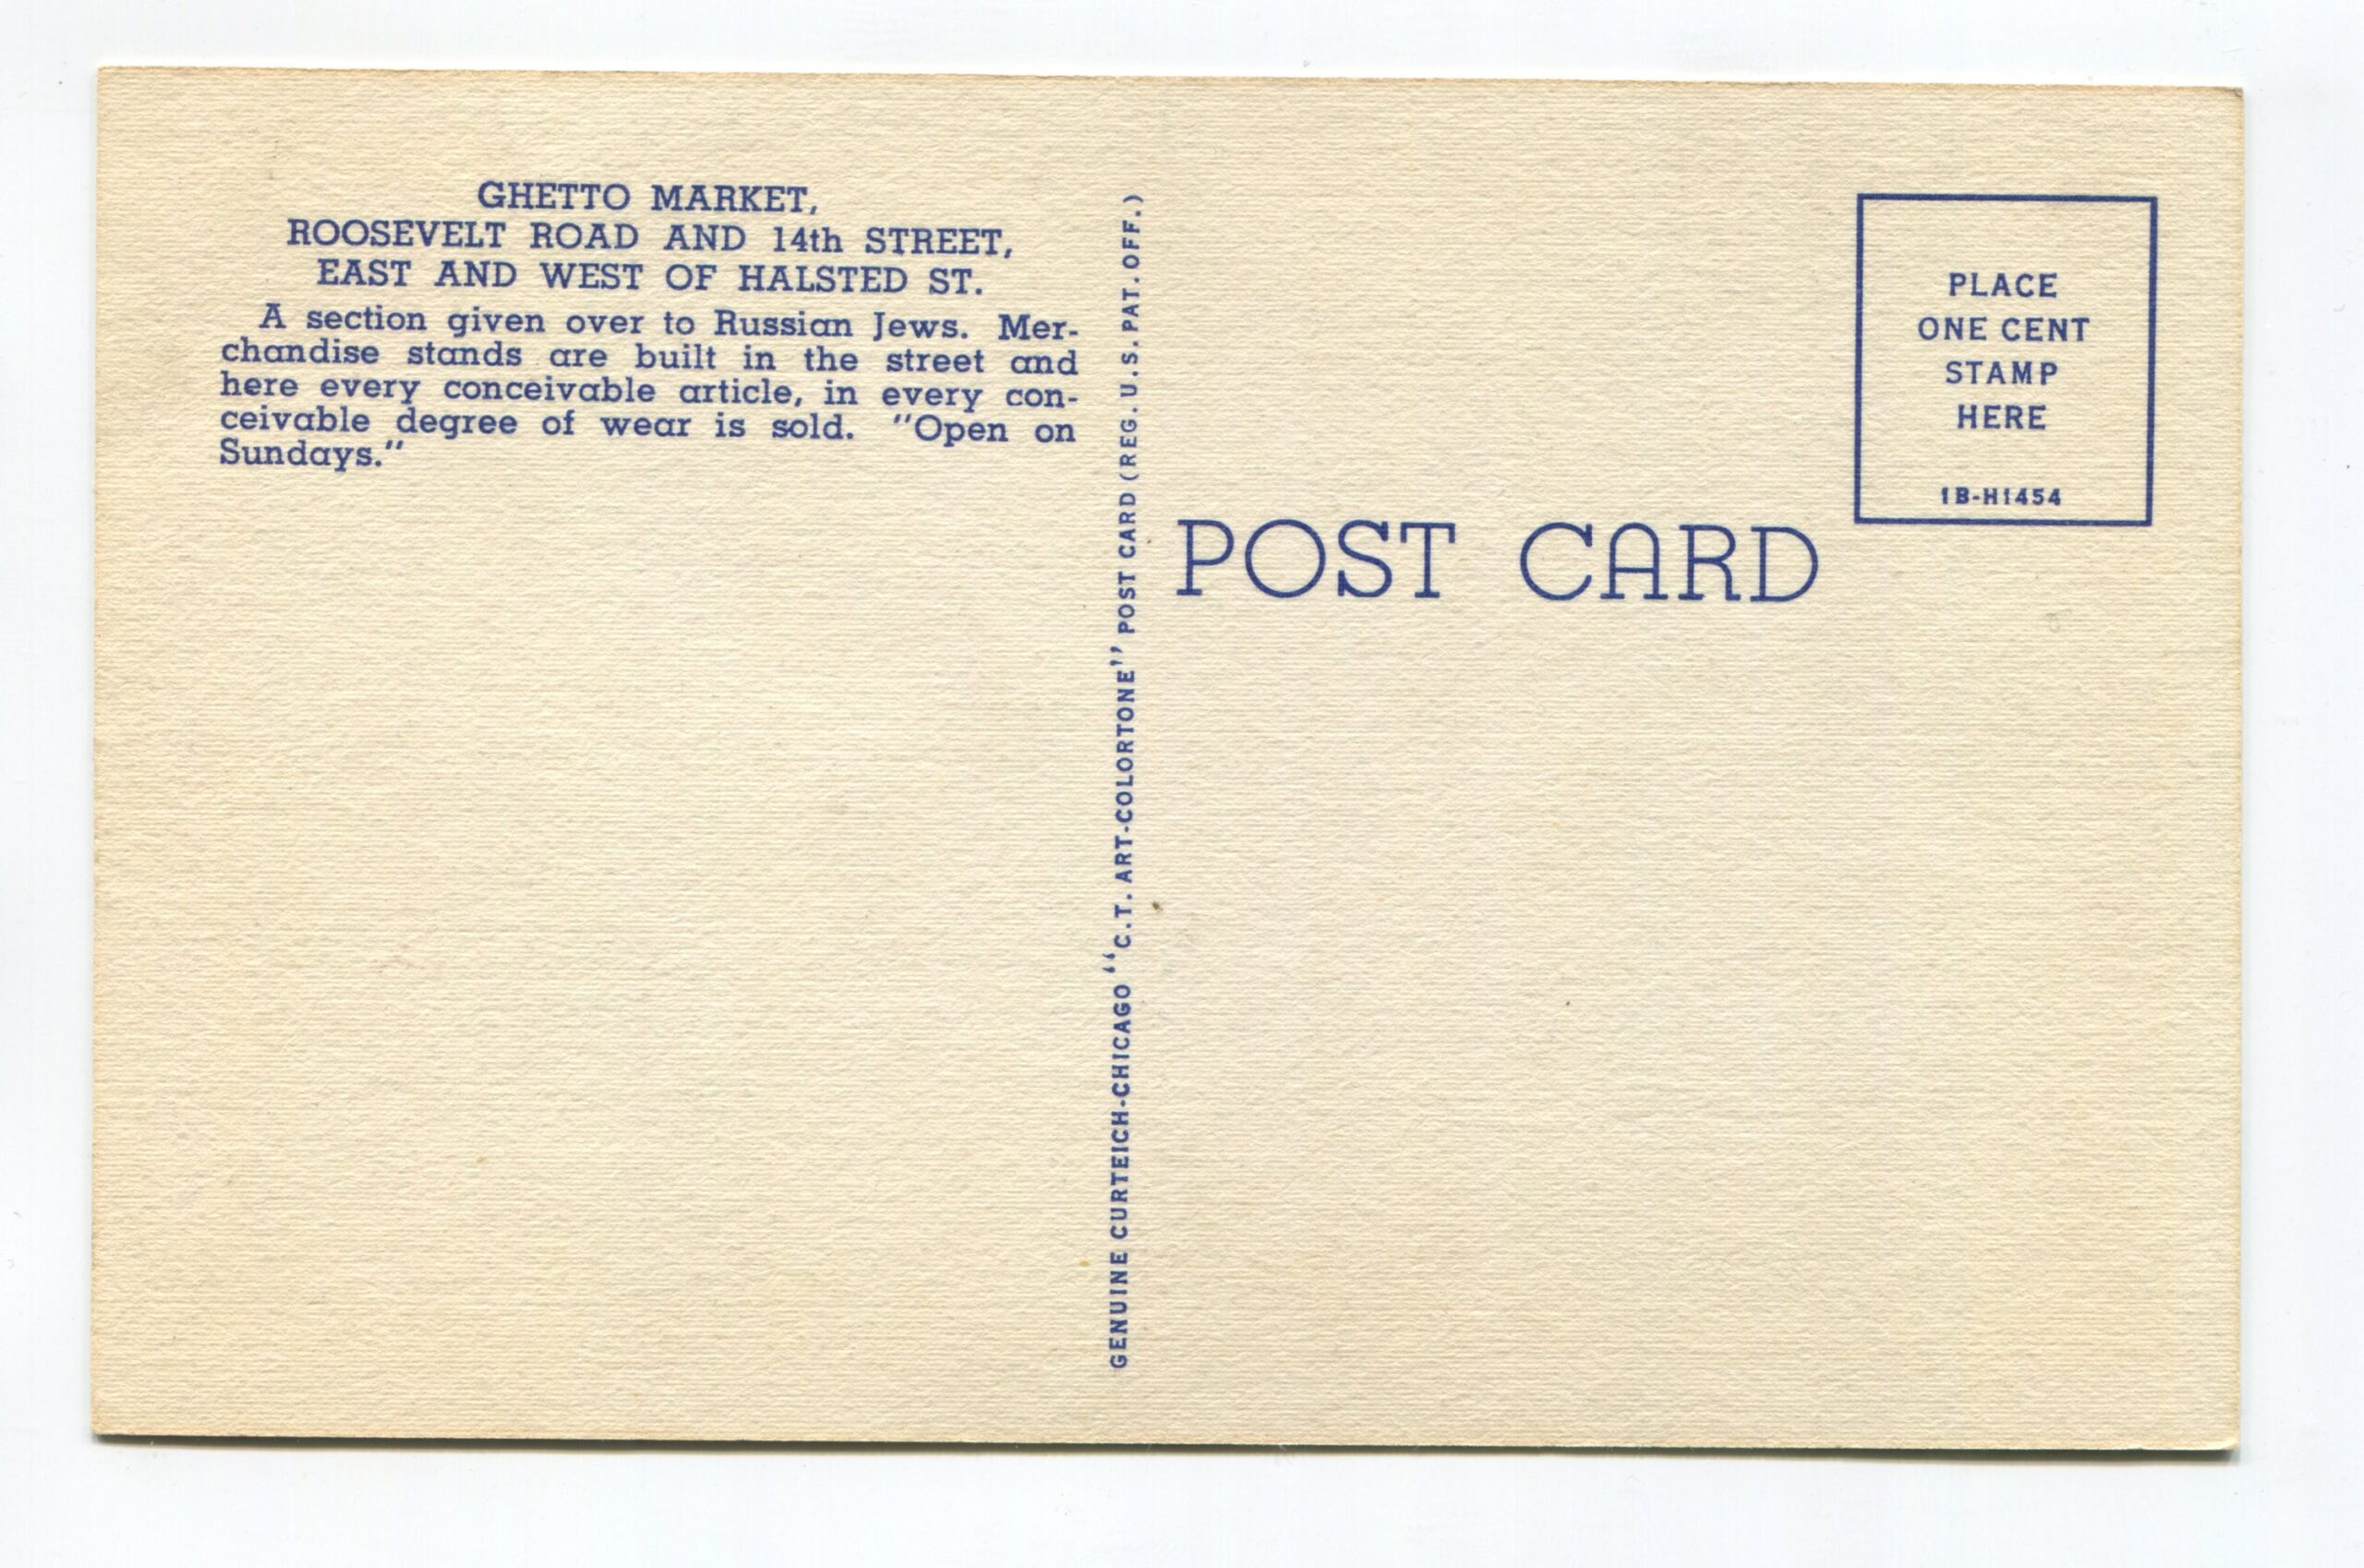 GHETTO MARKET,
ROOSEVELT ROAD AND 14th STREET,
EAST AND WEST OF HALSTED ST.
A section given over to Russian Jews. Mer-
chandise stands are built in the street and
here every conceivable article, in every con-
ceivable degree of wear is sold. "Open on
Sundays."
GENUINE CURTEICH-CHICAGO "C.T. ART-COLORTONE" POST CARD (REG. U.S. PAT. OFF.)
POST CARD
PLACE
ONE CENT
STAMP
HERE
1B-H1454